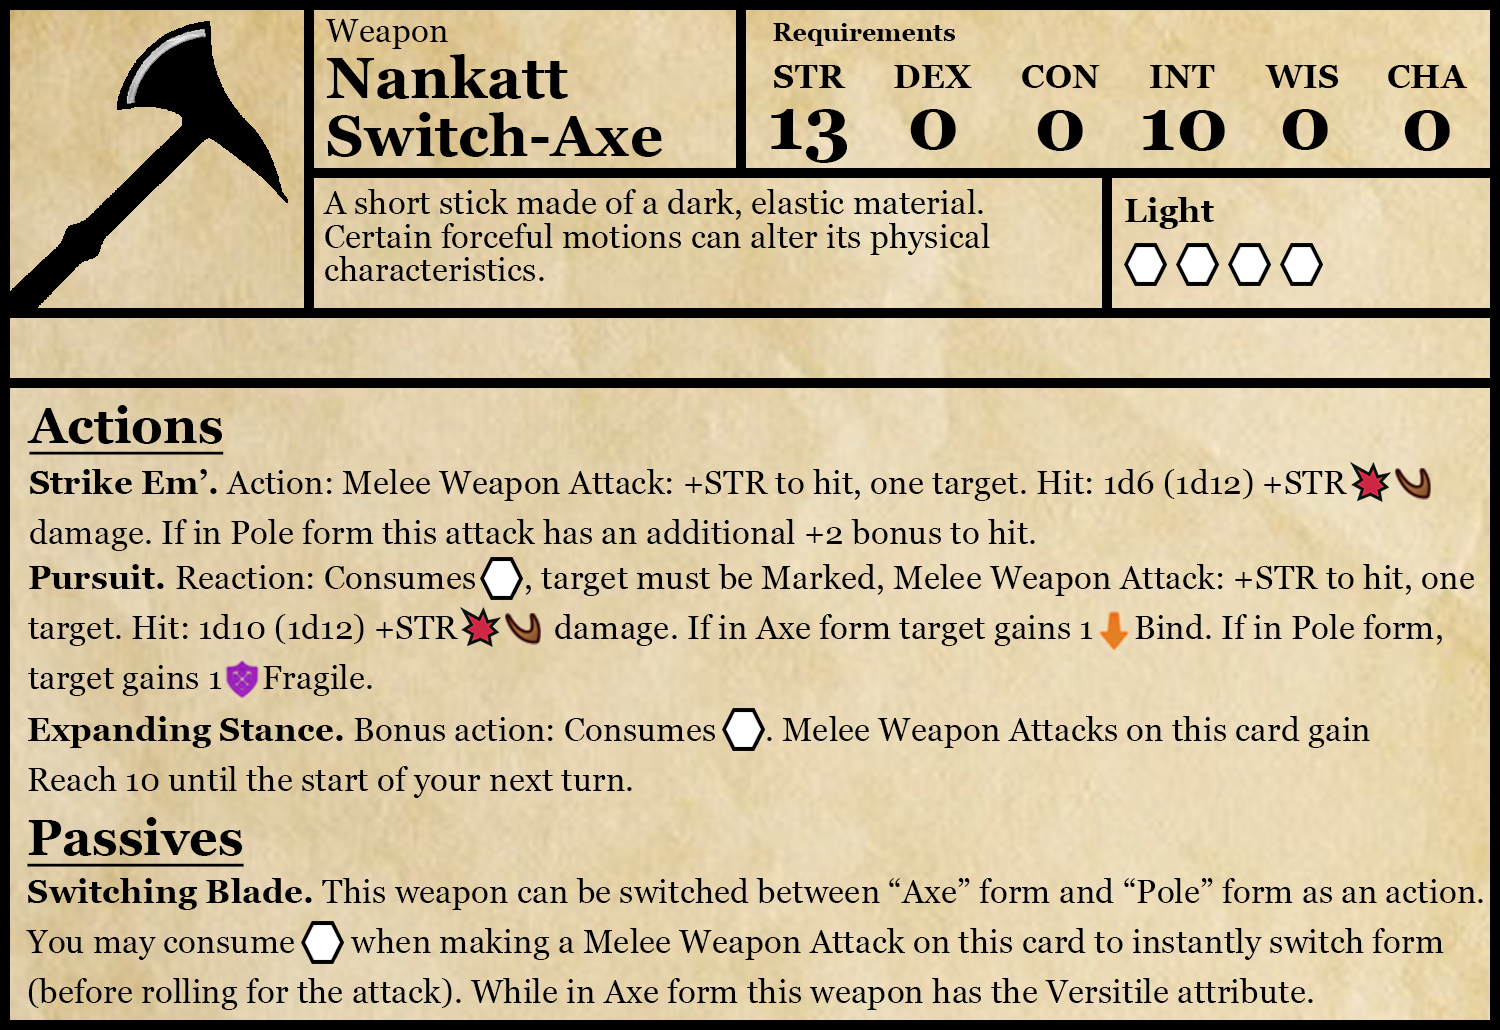 Weapon
Nankatt
Switch-Axe
Requirements
STR DEX CON INT WIS CHA
13 0 0 10 0 0
A short stick made of a dark, elastic material.
Certain forceful motions can alter its physical
characteristics.
Light
Actions
Strike Em’. Action: Melee Weapon Attack: +STR to hit, one target. Hit: 1d6 (1d12) +STR
damage. If in Pole form this attack has an additional +2 bonus to hit.
Pursuit. Reaction: Consumes , target must be Marked, Melee Weapon Attack: +STR to hit, one
target. Hit: 1d10 (1d12) +STR damage. If in Axe form target gains 1 Bind. If in Pole form,
target gains 1 Fragile.
Expanding Stance. Bonus action: Consumes . Melee Weapon Attacks on this card gain
Reach 10 until the start of your next turn.
Passives
Switching Blade. This weapon can be switched between “Axe” form and “Pole” form as an action.
You may consume when making a Melee Weapon Attack on this card to instantly switch form
(before rolling for the attack). While in Axe form this weapon has the Versitile attribute.